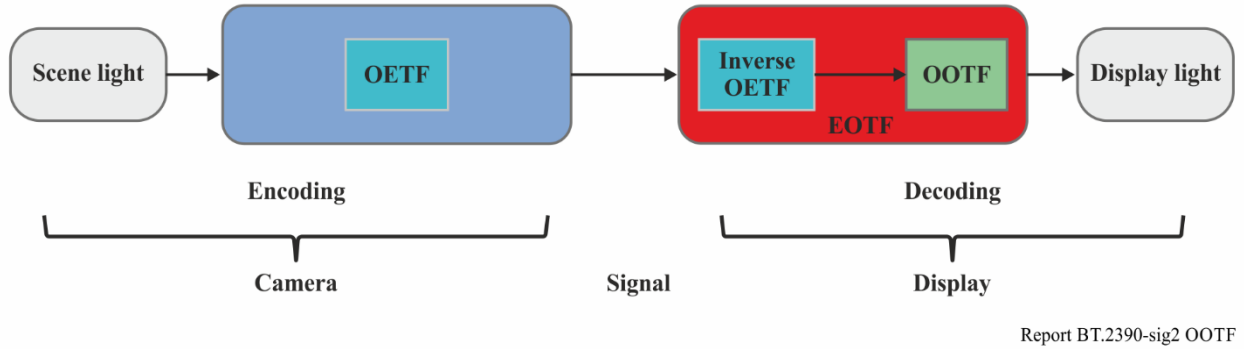 Scene light
OETF
Inverse
OETF
OOTF
EOTF
Display light
Encoding
Decoding
Camera
Signal
Display
Report BT.2390-sig2 OOTF